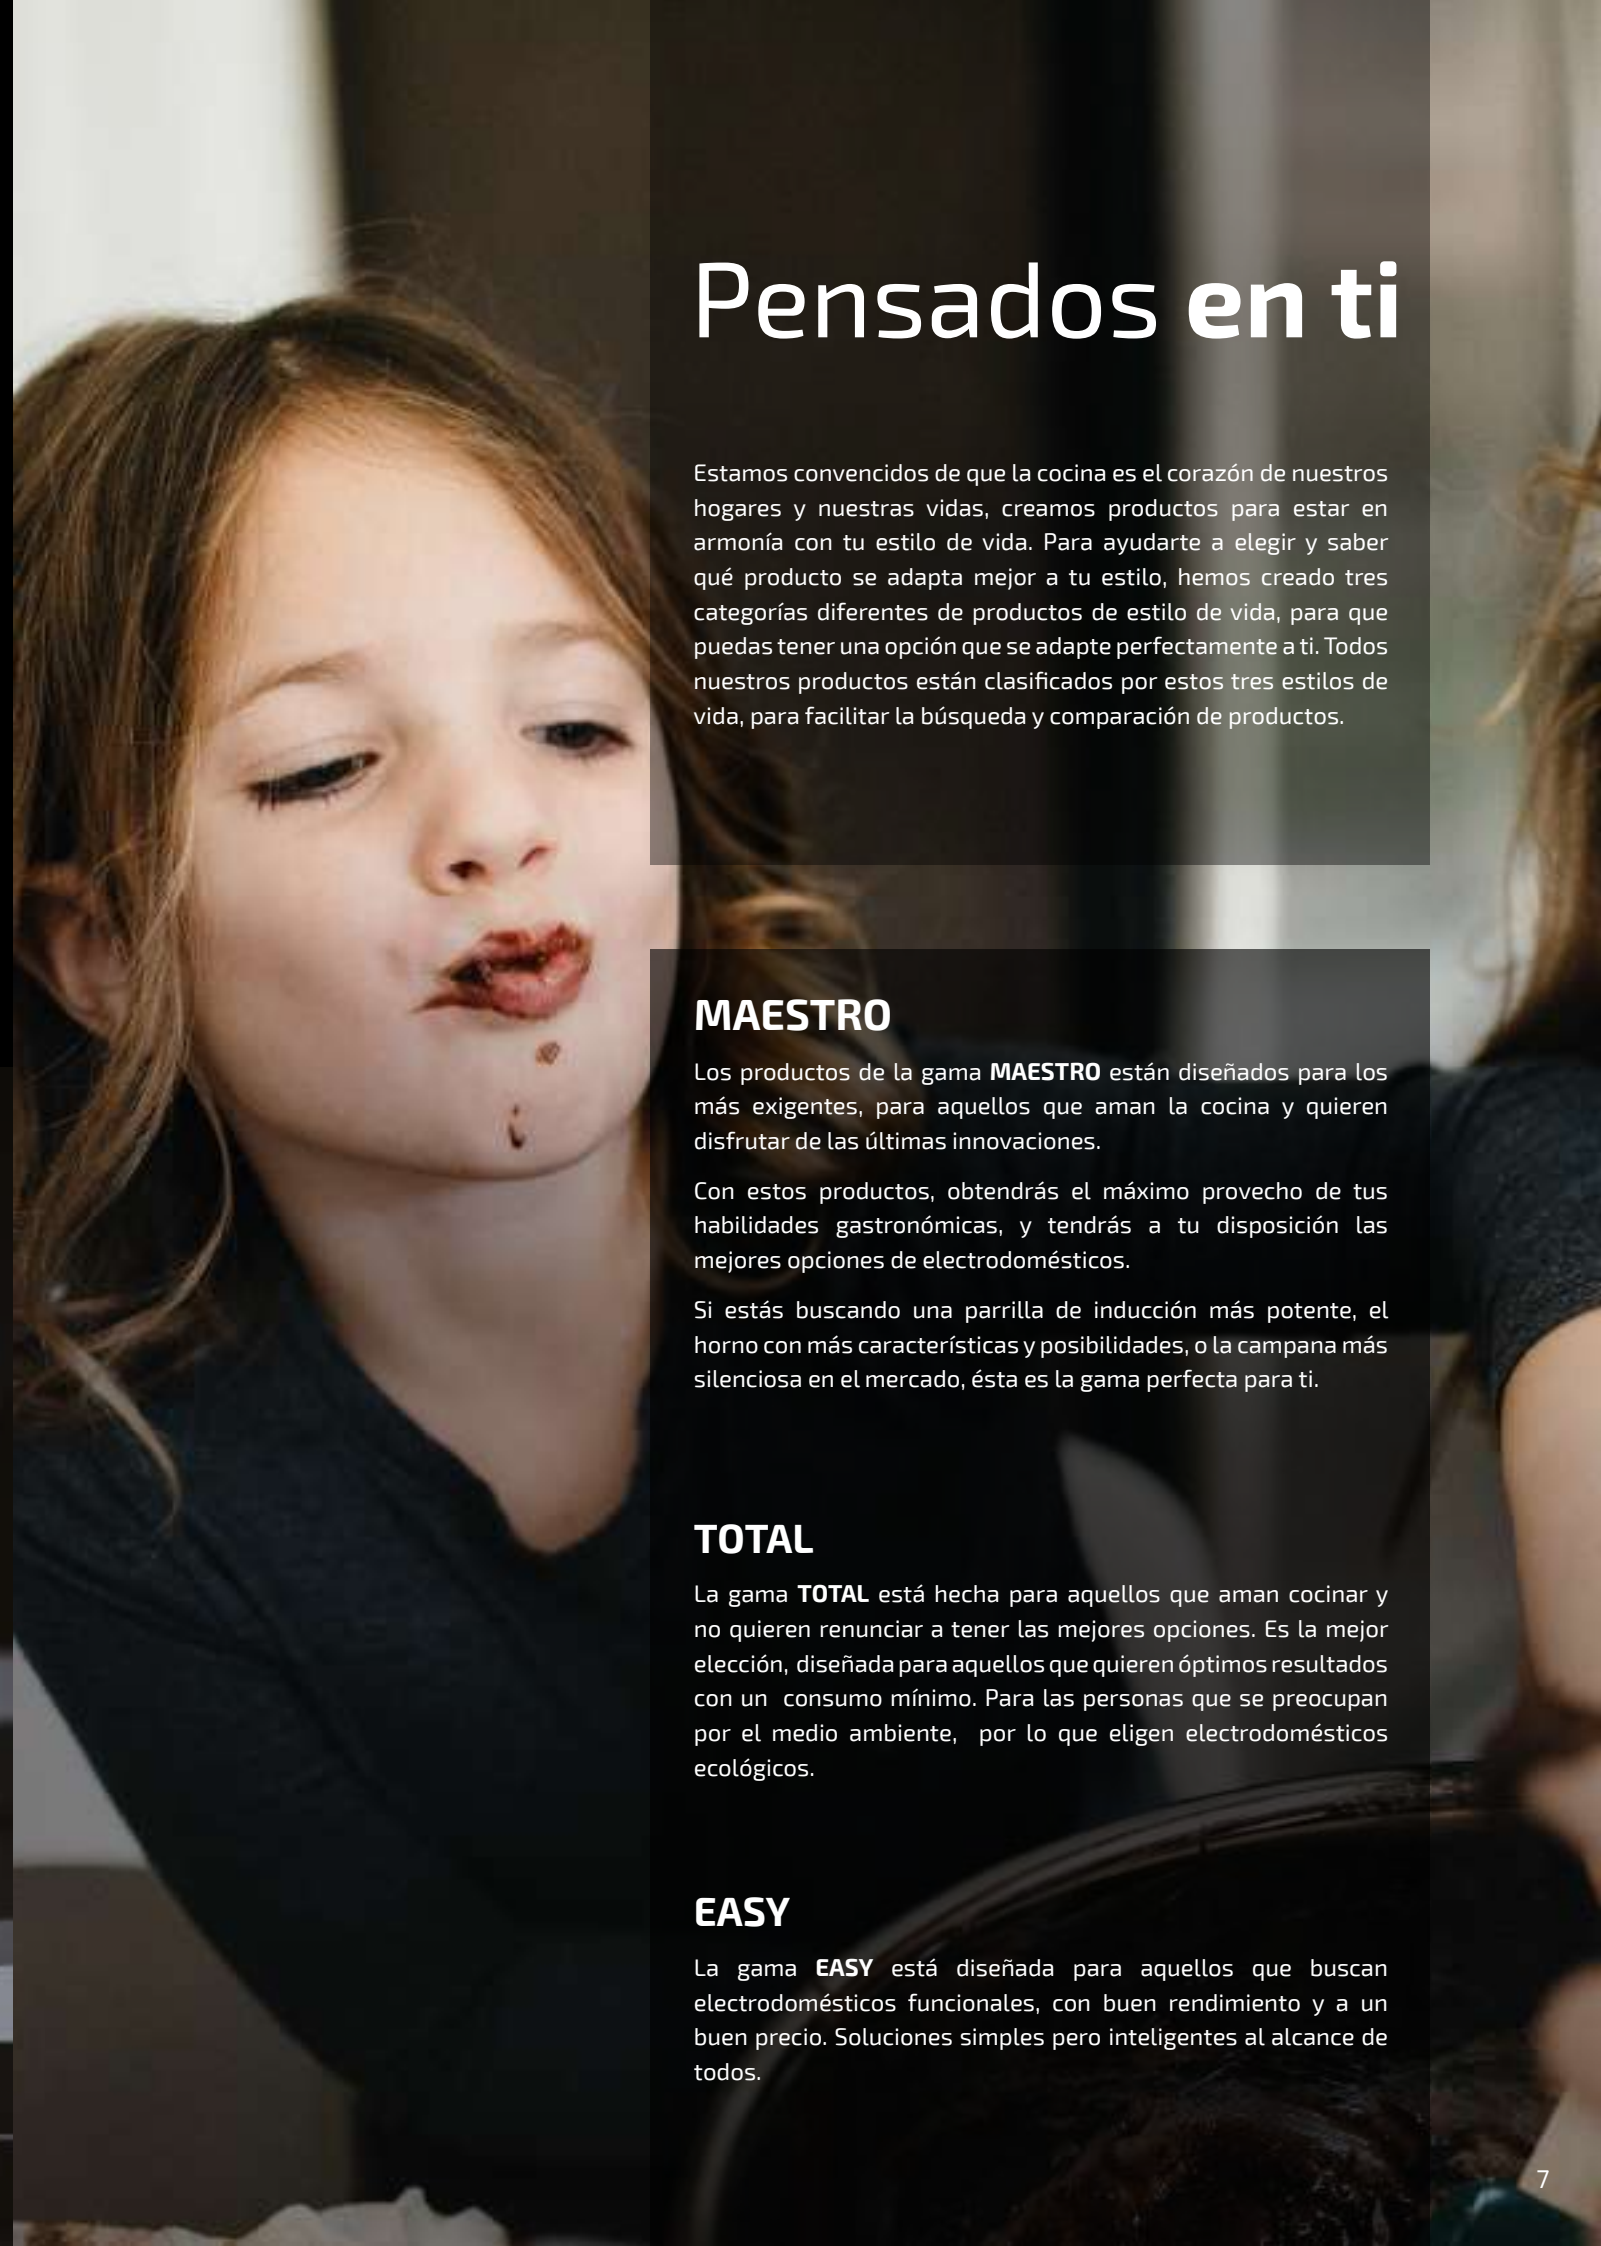 Pensados en ti
Estamos convencidos de que la cocina es el corazón de nuestros
hogares y nuestras vidas, creamos productos para estar en
armonía con tu estilo de vida. Para ayudarte a elegir y saber
qué producto se adapta mejor a tu estilo, hemos creado tres
categorías diferentes de productos de estilo de vida, para que
puedas tener una opción que se adapte perfectamente a ti. Todos
nuestros productos están clasificados por estos tres estilos de
vida, para facilitar la búsqueda y comparación de productos.
MAESTRO
Los productos de la gama MAESTRO están diseñados para los
más exigentes, para aquellos que aman la cocina y quieren
disfrutar de las últimas innovaciones.
Con estos productos, obtendrás el máximo provecho de tus
habilidades gastronómicas, y tendrás a tu disposición las
mejores opciones de electrodomésticos.
Si estás buscando una parrilla de inducción más potente, el
horno con más características y posibilidades, o la campana más
silenciosa en el mercado, ésta es la gama perfecta para ti.
TOTAL
La gama TOTAL está hecha para aquellos que aman cocinar y
no quieren renunciar a tener las mejores opciones. Es la mejor
elección, diseñada para aquellos que quieren óptimos resultados
con un consumo mínimo. Para las personas que se preocupan
por el medio ambiente, por lo que eligen electrodomésticos
ecológicos.
EASY
La gama EASY está diseñada para aquellos que buscan
electrodomésticos funcionales, con buen rendimiento y a un
buen precio. Soluciones simples pero inteligentes al alcance de
todos.
7